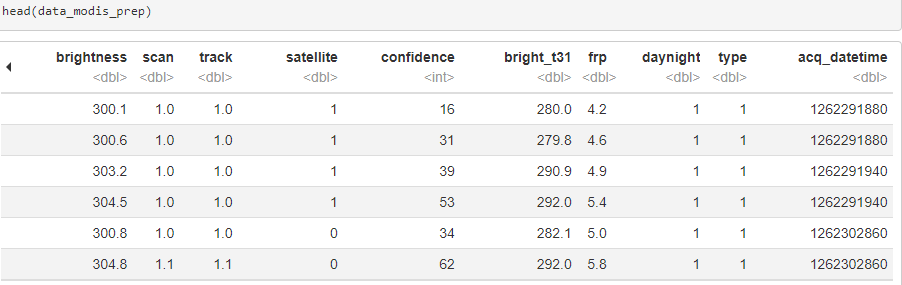 head(data_modis_prep)
brightness scan track satellite confidence bright_t31 frp daynight type acq_datetime
<dbl> <dbl> <dbl> <dbl> <int> <dbl> <dbl> <dbl> <dbl> <dbl>
300.1 1.0 1.0 1 16 280.0 4.2 1 1 1262291880
300.6 1.0 1.0 1 31 279.8 4.6 1 1 1262291880
303.2 1.0 1.0 1 39 290.9 4.9 1 1 1262291940
304.5 1.0 1.0 1 53 292.0 5.4 1 1 1262291940
300.8 1.0 1.0 0 34 282.1 5.0 1 1 1262302860
304.8 1.1 1.1 0 62 292.0 5.8 1 1 1262302860